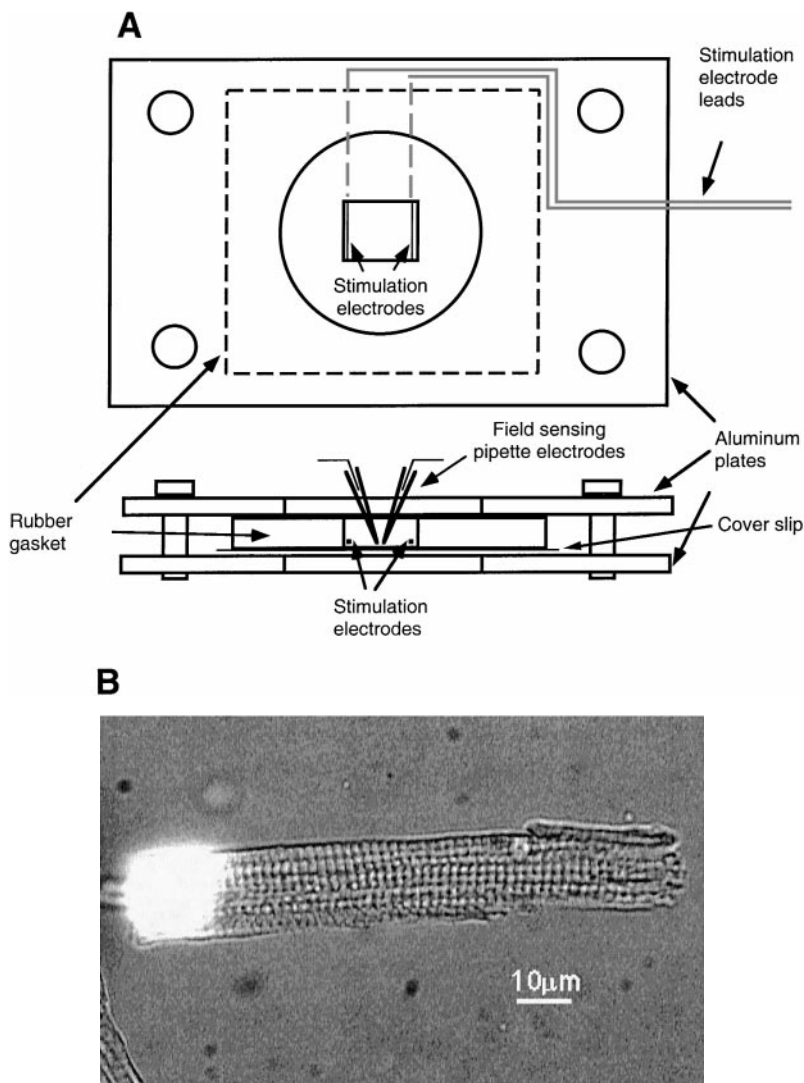 A
Stimulation
electrode
leads
Stimulation
electrodes
Field sensing
pipette electrodes
Aluminum
plates
Rubber
gasket
Cover slip
Stimulation
electrodes
B
10μm